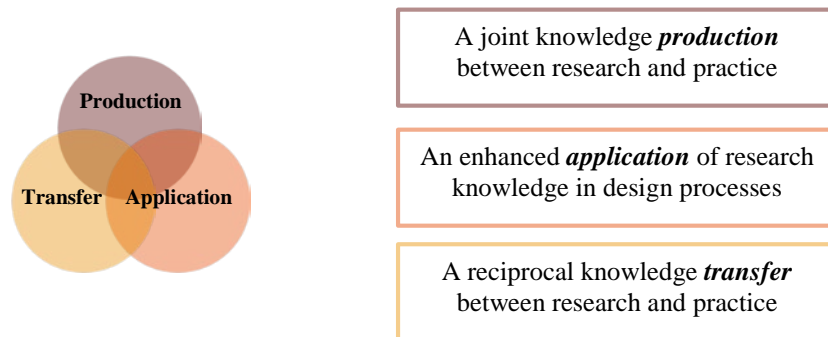 Production
Transfer
Application
A joint knowledge production
between research and practice
An enhanced application of research
knowledge in design processes
A reciprocal knowledge transfer
between research and practice